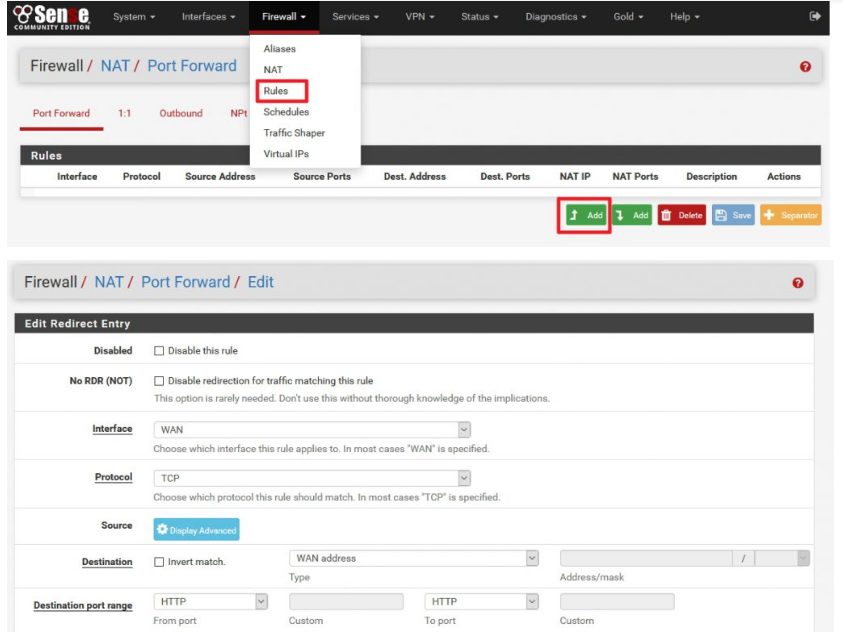 Sense
COMMUNITY EDITION
System Interfaces Firewall Services VPN Status Diagnostics Gold Help
Aliases
NAT
Rules
Schedules
Traffic Shaper
Virtual IPs
Firewall / NAT / Port Forward
Port Forward 1:1 Outbound NPt
Rules
Interface Protocol Source Address Source Ports Dest. Address Dest. Ports NAT IP NAT Ports Description Actions
Add Add Delete Save Separator
Firewall / NAT / Port Forward / Edit
Edit Redirect Entry
Disabled Disable this rule
No RDR (NOT) Disable redirection for traffic matching this rule
This option is rarely needed. Don't use this without thorough knowledge of the implications.
Interface WAN
Choose which interface this rule applies to. In most cases "WAN" is specified.
Protocol TCP
Choose which protocol this rule should match. In most cases "TCP" is specified.
Source Display Advanced
Destination Invert match. WAN address /
Type Address/mask
Destination port range HTTP HTTP
From port Custom To port Custom